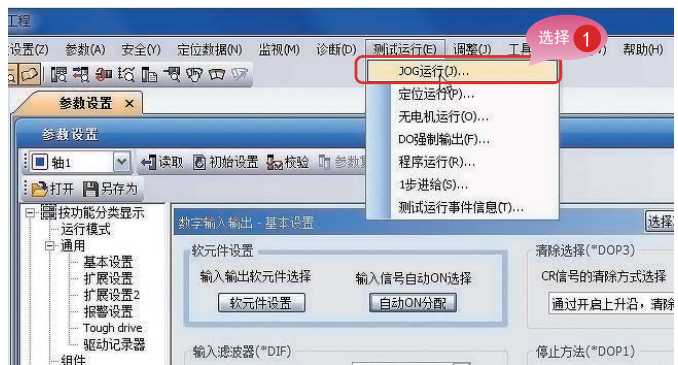 工程
设置(Z) 参数(A) 安全(Y) 定位数据(N) 监视(M) 诊断(D) 测试运行(E) 调整(J) 工具 帮助(H)
选择 1
JOG运行(J)...
定位运行(P)...
无电机运行(O)...
DO强制输出(F)...
程序运行(R)...
1步进给(S)...
测试运行事件信息(T)...
参数设置 ×
参数设置
轴1 读取 初始设置 校验 参数
打开 另存为
按功能分类显示
运行模式
通用
基本设置
扩展设置
扩展设置2
报警设置
Tough drive
驱动记录器
组件
数字输入输出 - 基本设置 选择
软元件设置
输入输出软元件选择 输入信号自动ON选择
软元件设置 自动ON分配
清除选择(*DOP3)
CR信号的清除方式选择
通过开启上升沿，清除
输入滤波器(*DIF)
停止方法(*DOP1)